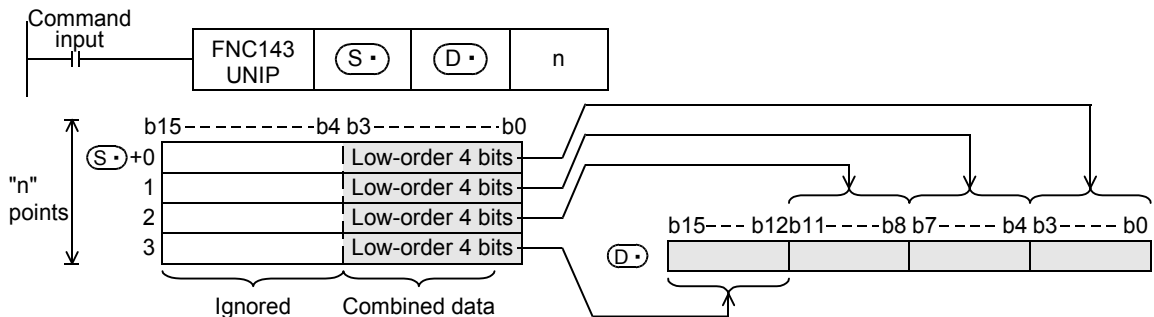 Command
input
FNC143
UNIP
S・
D・
n
b15-----------b4 b3----------b0
"n"
points
S・+0 Low-order 4 bits
1 Low-order 4 bits
2 Low-order 4 bits
3 Low-order 4 bits
Ignored Combined data
b15--- b12b11-----b8 b7---- b4 b3----- b0
D・